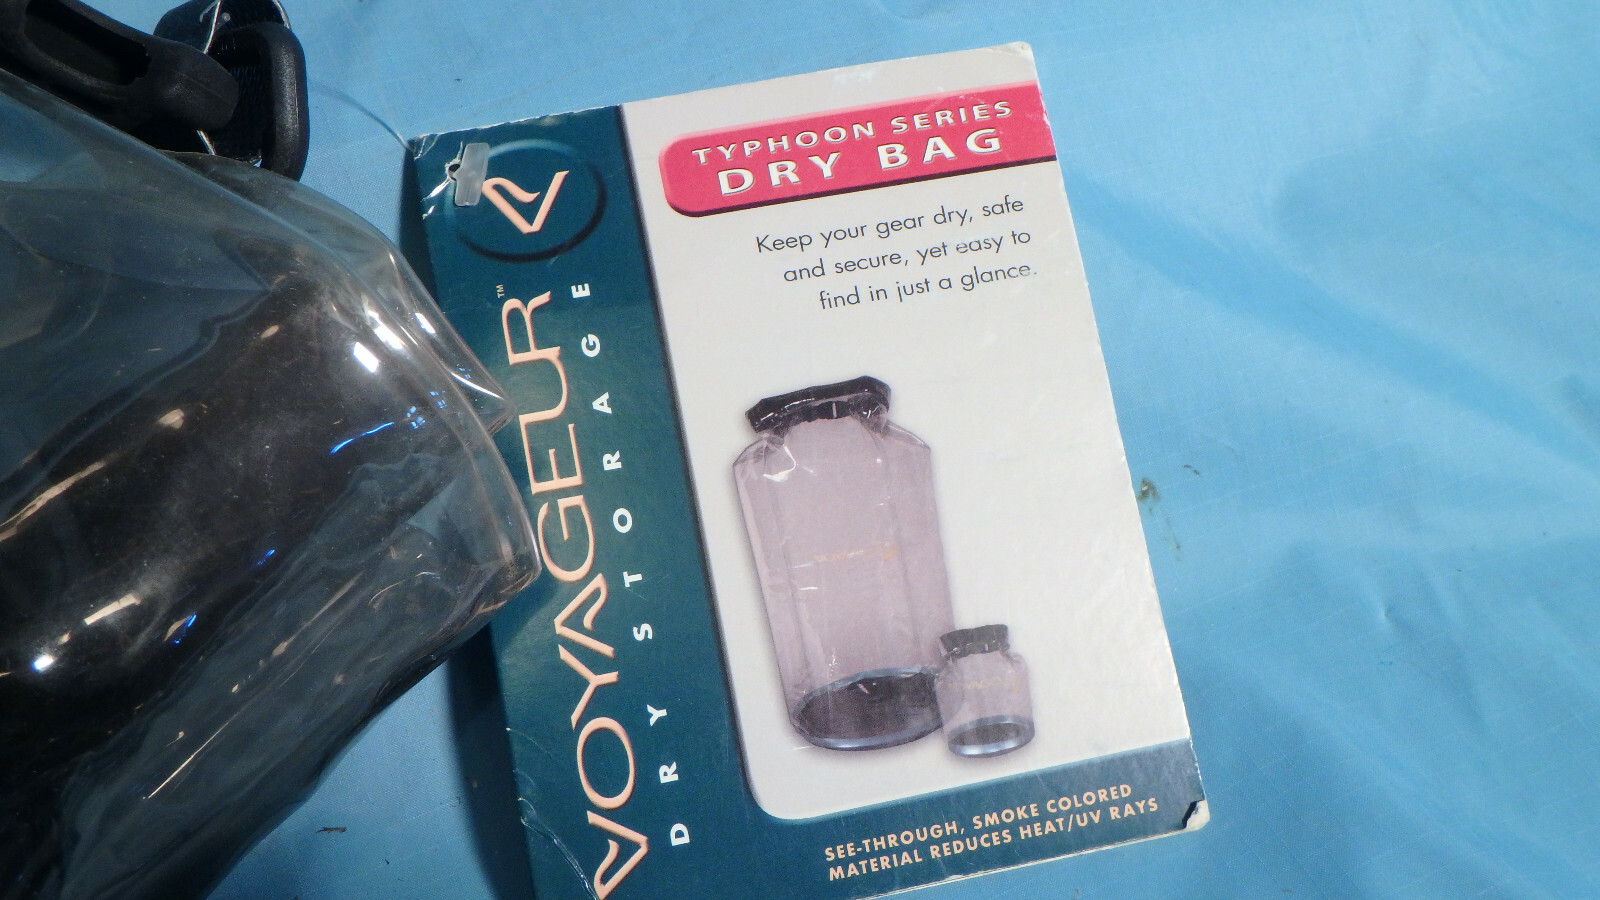 TYPHOON SERIES
DRY BAG
Keep your gear dry, safe
and secure, yet easy to
find in just a glance.
VOYAGEUR™
DRY STORAGE
SEE-THROUGH, SMOKE COLORED
MATERIAL REDUCES HEAT/UV RAYS